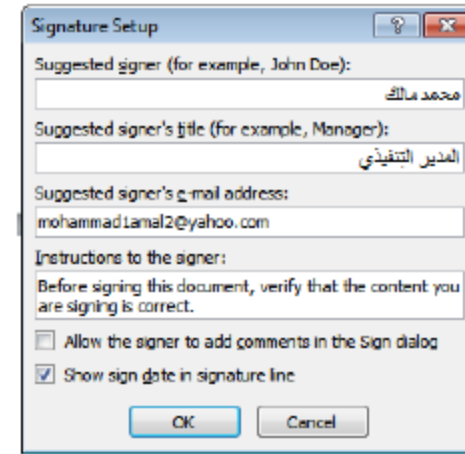 Signature Setup
Suggested signer (for example, John Doe):
محمد مالك
Suggested signer's title (for example, Manager):
المدير التنفيذي
Suggested signer's e-mail address:
mohammad1amal2@yahoo.com
Instructions to the signer:
Before signing this document, verify that the content you
are signing is correct.
Allow the signer to add comments in the Sign dialog
Show sign date in signature line
OK Cancel